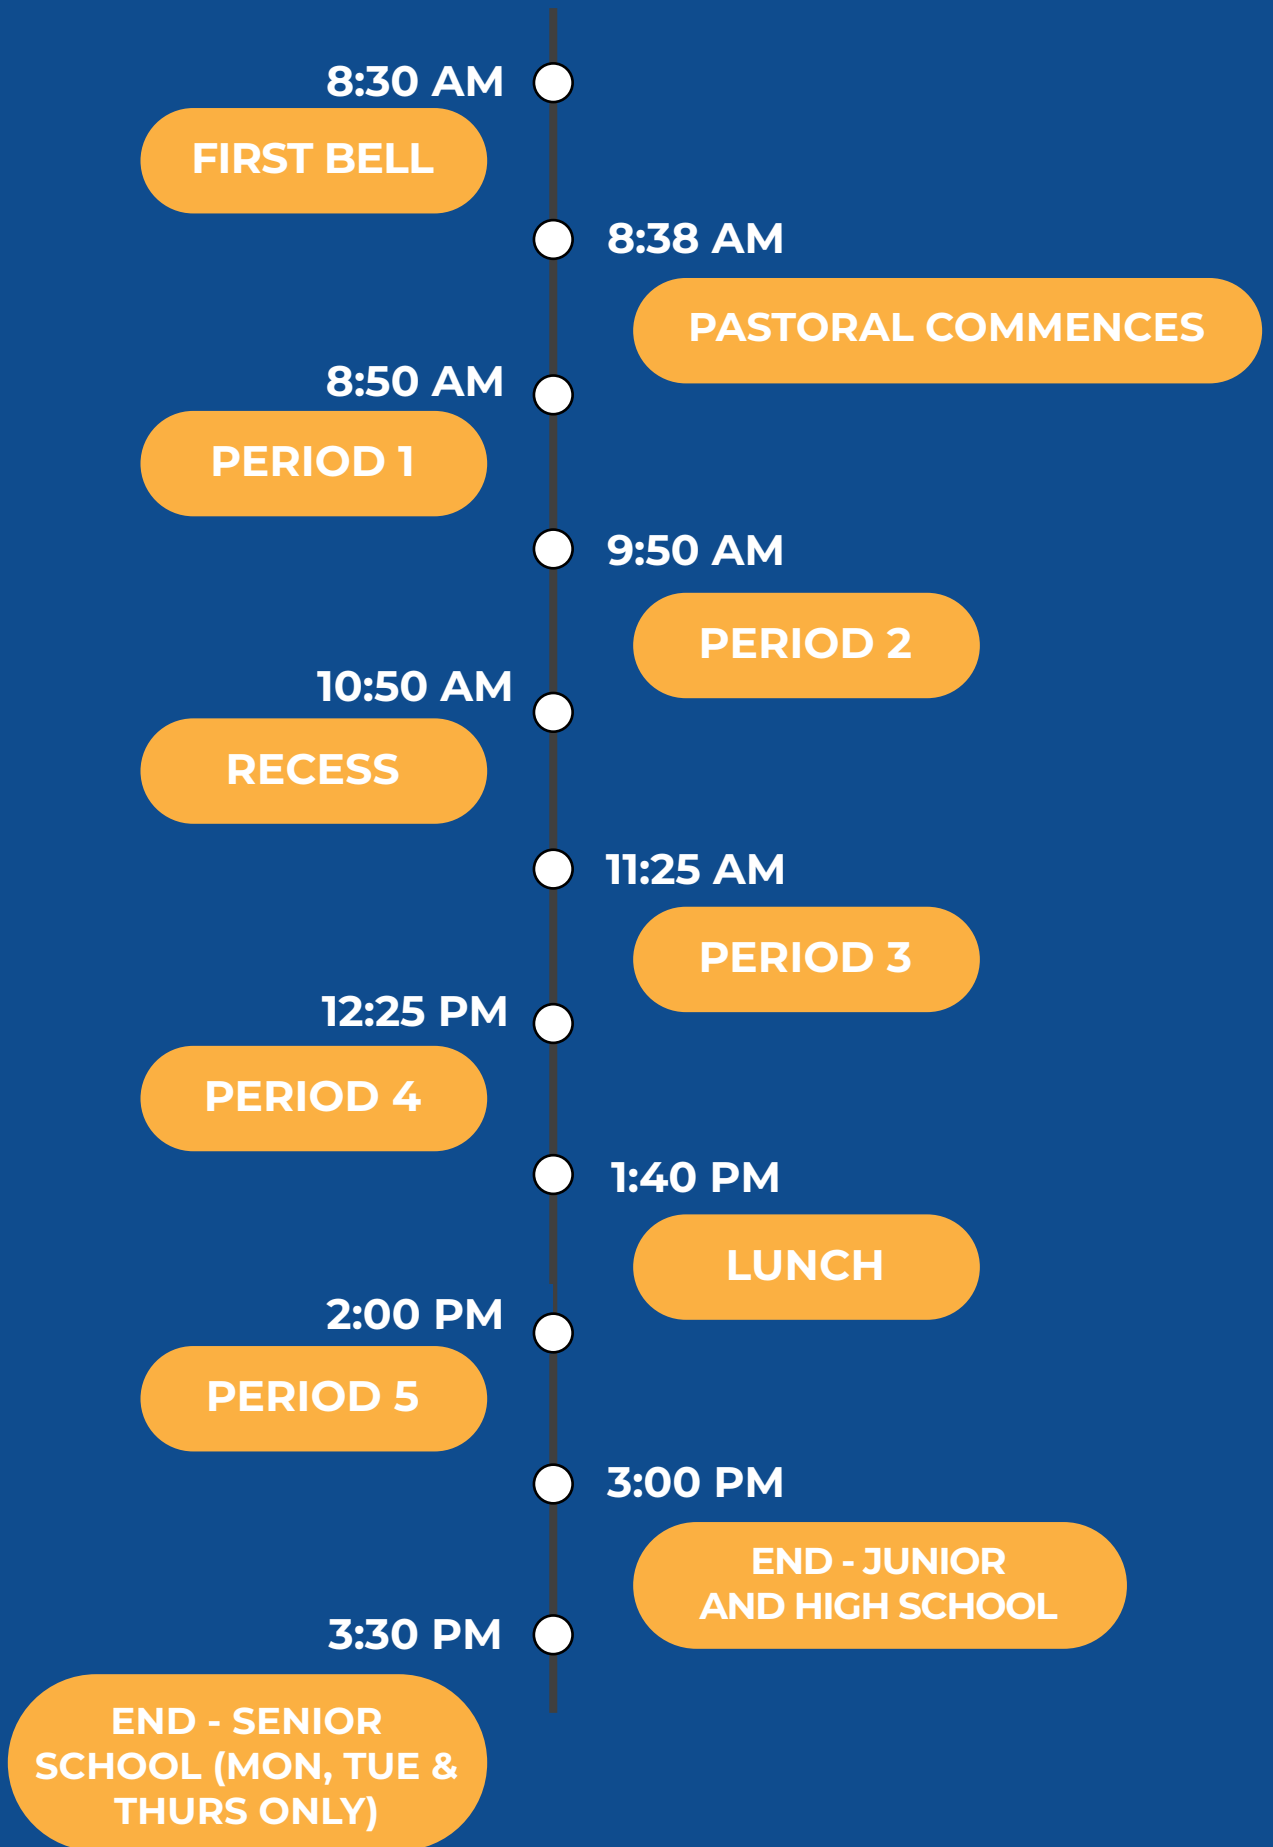 8:30 AM
FIRST BELL
8:38 AM
PASTORAL COMMENCES
8:50 AM
PERIOD 1
9:50 AM
PERIOD 2
10:50 AM
RECESS
11:25 AM
PERIOD 3
12:25 PM
PERIOD 4
1:40 PM
LUNCH
2:00 PM
PERIOD 5
3:00 PM
END - JUNIOR
AND HIGH SCHOOL
3:30 PM
END - SENIOR
SCHOOL (MON, TUE &
THURS ONLY)